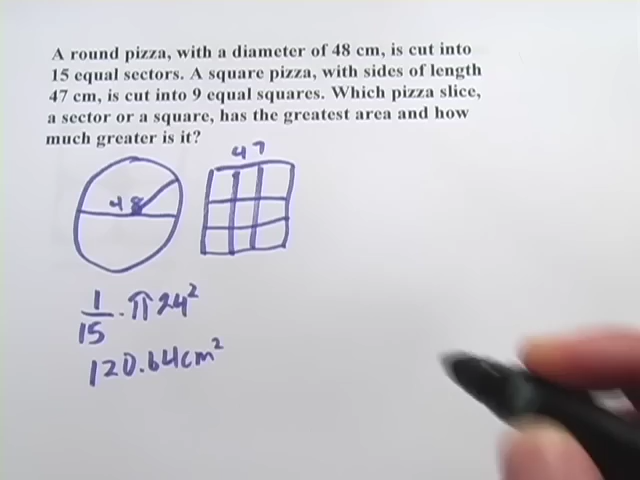 A round pizza, with a diameter of 48 cm, is cut into
15 equal sectors. A square pizza, with sides of length
47 cm, is cut into 9 equal squares. Which pizza slice,
a sector or a square, has the greatest area and how
much greater is it?
47
48
1/15 · π 24²
120.64cm²